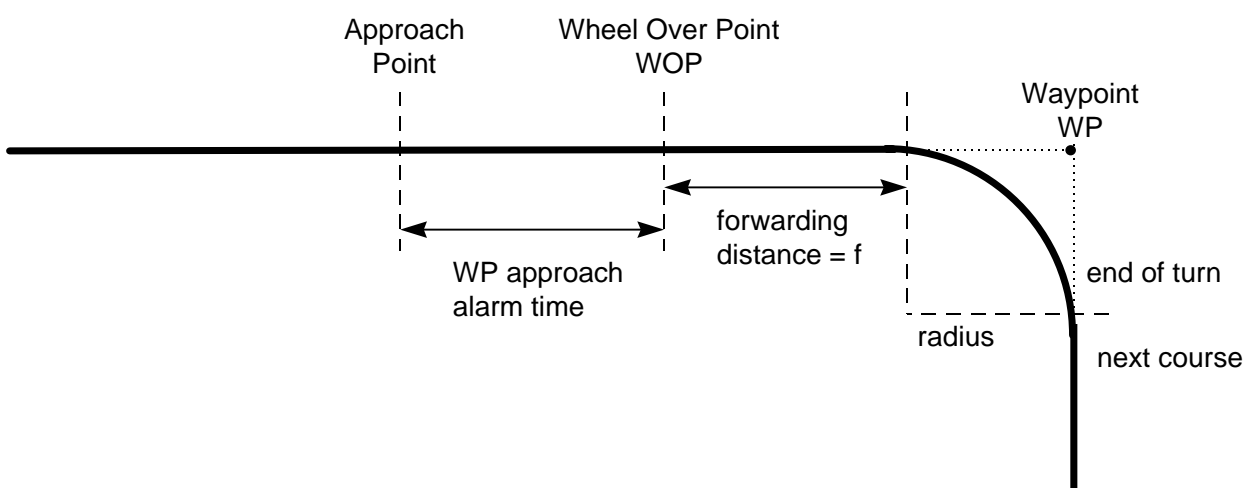 Approach
Point
Wheel Over Point
WOP
Waypoint
WP
forwarding
distance = f
WP approach
alarm time
end of turn
radius
next course